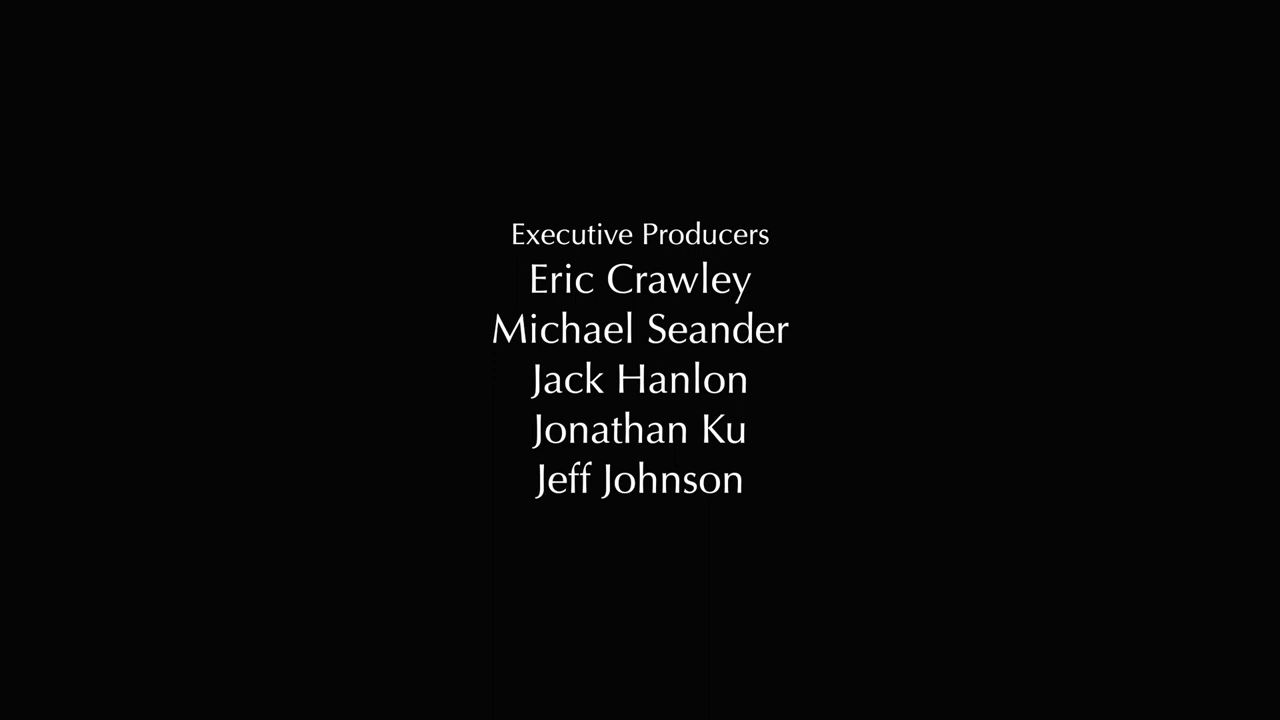 Executive Producers
Eric Crawley
Michael Seander
Jack Hanlon
Jonathan Ku
Jeff Johnson